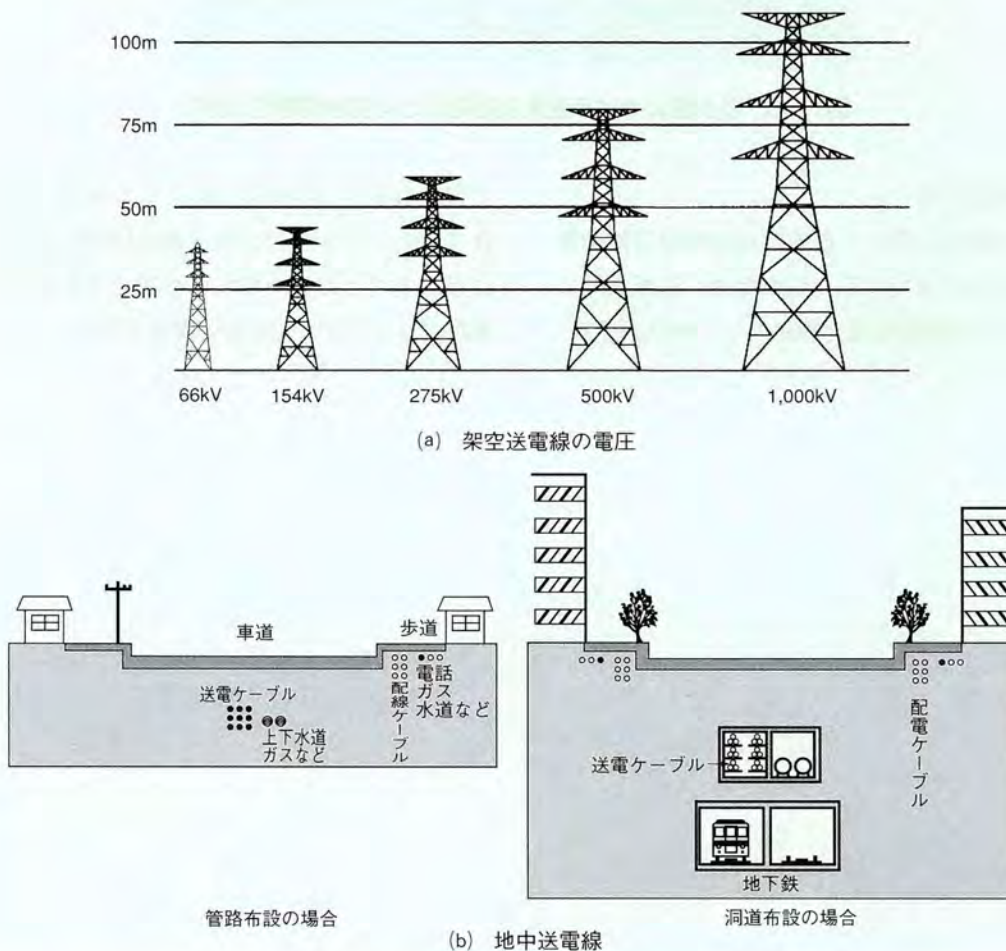 100m
75m
50m
25m
66kV
154kV
275kV
500kV
1,000kV
(a) 架空送電線の電圧
車道
歩道
送電ケーブル
上下水道
ガスなど
配線ケーブル
電話
ガス
水道など
管路布設の場合
送電ケーブル
配電ケーブル
地下鉄
洞道布設の場合
(b) 地中送電線